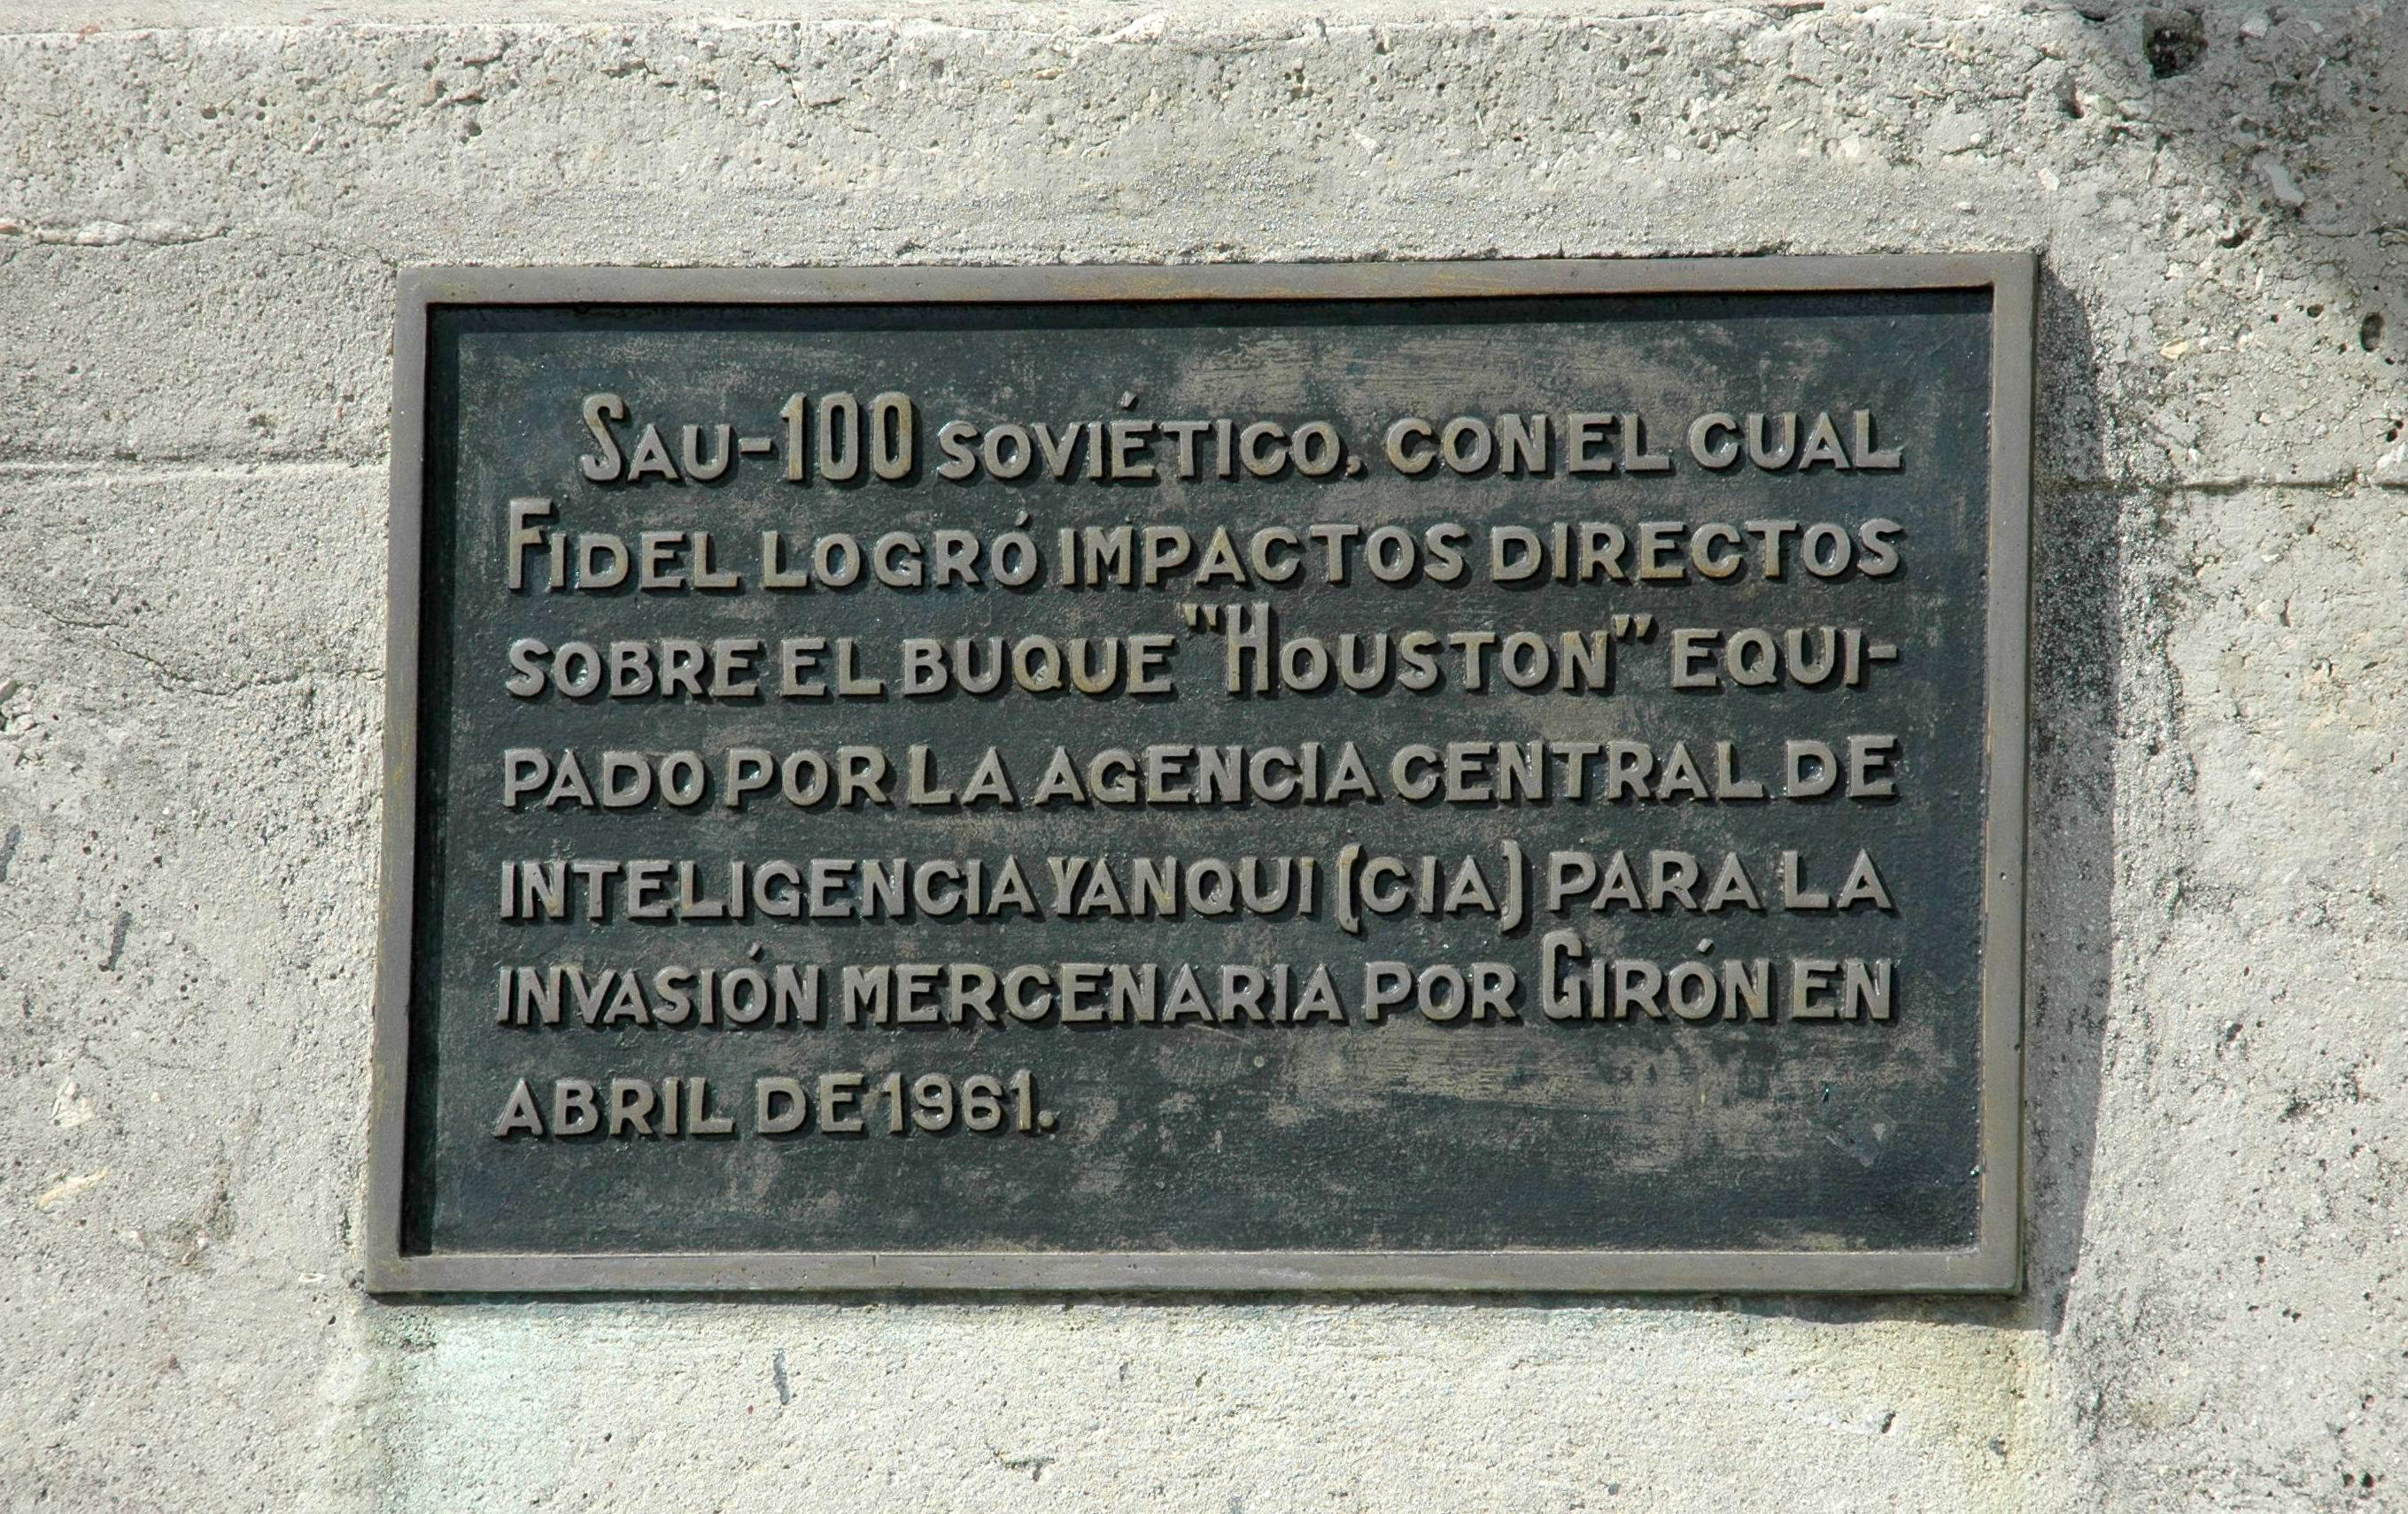 SAU-100 SOVIÉTICO, CON EL CUAL
FIDEL LOGRÓ IMPACTOS DIRECTOS
SOBRE EL BUQUE "HOUSTON" EQUI-
PADO POR LA AGENCIA CENTRAL DE
INTELIGENCIA YANQUI (CIA) PARA LA
INVASIÓN MERCENARIA POR GIRÓN EN
ABRIL DE 1961.